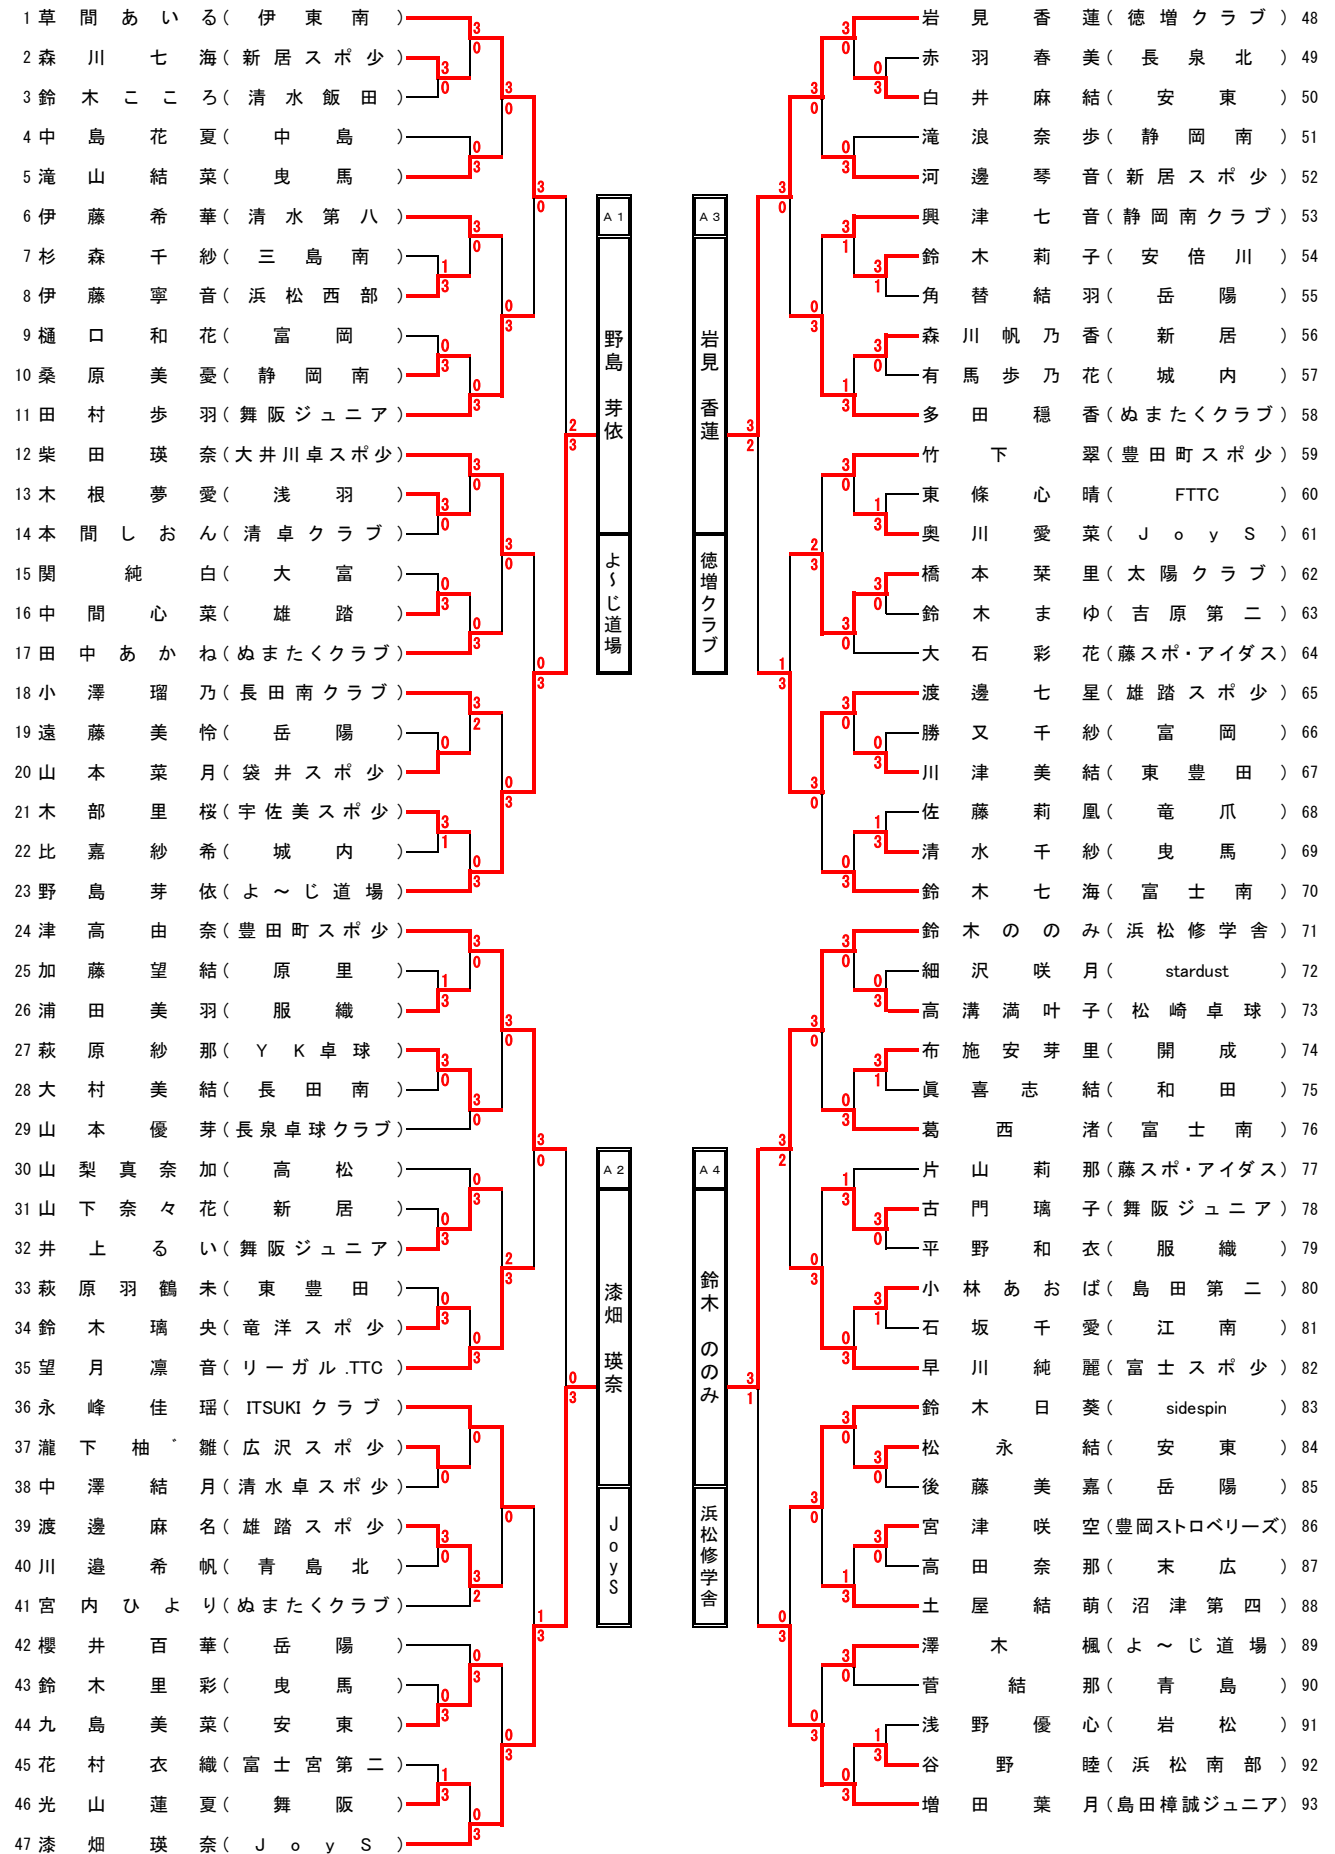 1 草間あいる(伊東南)
2 森川七海(新居スポ少)
3 鈴木こころ(清水飯田)
4 中島花夏(中島)
5 滝山結菜(曳馬)
6 伊藤希華(清水第八)
7 杉森千紗(三島南)
8 伊藤寧音(浜松西部)
9 樋口和花(富岡)
10 桑原美憂(静岡南)
11 田村歩羽(舞阪ジュニア)
12 柴田瑛奈(大井川卓スポ少)
13 木根夢愛(浅羽)
14 本間しおん(清卓クラブ)
15 関純白(大富)
16 中間心菜(雄踏)
17 田中あかね(ぬまたくクラブ)
18 小澤瑠乃(長田南クラブ)
19 遠藤美怜(岳陽)
20 山本菜月(袋井スポ少)
21 木部里桜(宇佐美スポ少)
22 比嘉紗希(城内)
23 野島芽依(よ～じ道場)
24 津高由奈(豊田町スポ少)
25 加藤望結(原里)
26 浦田美羽(服織)
27 萩原紗那(YK卓球)
28 大村美結(長田南)
29 山本優芽(長泉卓球クラブ)
30 山梨真奈加(高松)
31 山下奈々花(新居)
32 井上るい(舞阪ジュニア)
33 萩原羽鶴未(東豊田)
34 鈴木璃央(竜洋スポ少)
35 望月凛音(リーガル.TTC)
36 永峰佳瑶(ITSUKIクラブ)
37 瀧下柚゛雛(広沢スポ少)
38 中澤結月(清水卓スポ少)
39 渡邊麻名(雄踏スポ少)
40 川邉希帆(青島北)
41 宮内ひより(ぬまたくクラブ)
42 櫻井百華(岳陽)
43 鈴木里彩(曳馬)
44 九島美菜(安東)
45 花村衣織(富士宮第二)
46 光山蓮夏(舞阪)
47 漆畑瑛奈(JoyS)
A1
野島 芽依
よ～じ道場
A2
漆畑 瑛奈
JoyS
A3
岩見 香蓮
徳増クラブ
A4
鈴木 ののみ
浜松修学舎
岩見香蓮(徳増クラブ) 48
赤羽春美(長泉北) 49
白井麻結(安東) 50
滝浪奈歩(静岡南) 51
河邊琴音(新居スポ少) 52
興津七音(静岡南クラブ) 53
鈴木莉子(安倍川) 54
角替結羽(岳陽) 55
森川帆乃香(新居) 56
有馬歩乃花(城内) 57
多田穏香(ぬまたくクラブ) 58
竹下翠(豊田町スポ少) 59
東條心晴(FTTC) 60
奥川愛菜(JoyS) 61
橋本栞里(太陽クラブ) 62
鈴木まゆ(吉原第二) 63
大石彩花(藤スポ・アイダス) 64
渡邊七星(雄踏スポ少) 65
勝又千紗(富岡) 66
川津美結(東豊田) 67
佐藤莉凰(竜爪) 68
清水千紗(曳馬) 69
鈴木七海(富士南) 70
鈴木ののみ(浜松修学舎) 71
細沢咲月(stardust) 72
高溝満叶子(松崎卓球) 73
布施安芽里(開成) 74
眞喜志結(和田) 75
葛西渚(富士南) 76
片山莉那(藤スポ・アイダス) 77
古門璃子(舞阪ジュニア) 78
平野和衣(服織) 79
小林あおば(島田第二) 80
石坂千愛(江南) 81
早川純麗(富士スポ少) 82
鈴木日葵(sidespin) 83
松永結(安東) 84
後藤美嘉(岳陽) 85
宮津咲空(豊岡ストロベリーズ) 86
高田奈那(末広) 87
土屋結萌(沼津第四) 88
澤木楓(よ～じ道場) 89
菅結那(青島) 90
浅野優心(岩松) 91
谷野睦(浜松南部) 92
増田葉月(島田樟誠ジュニア) 93